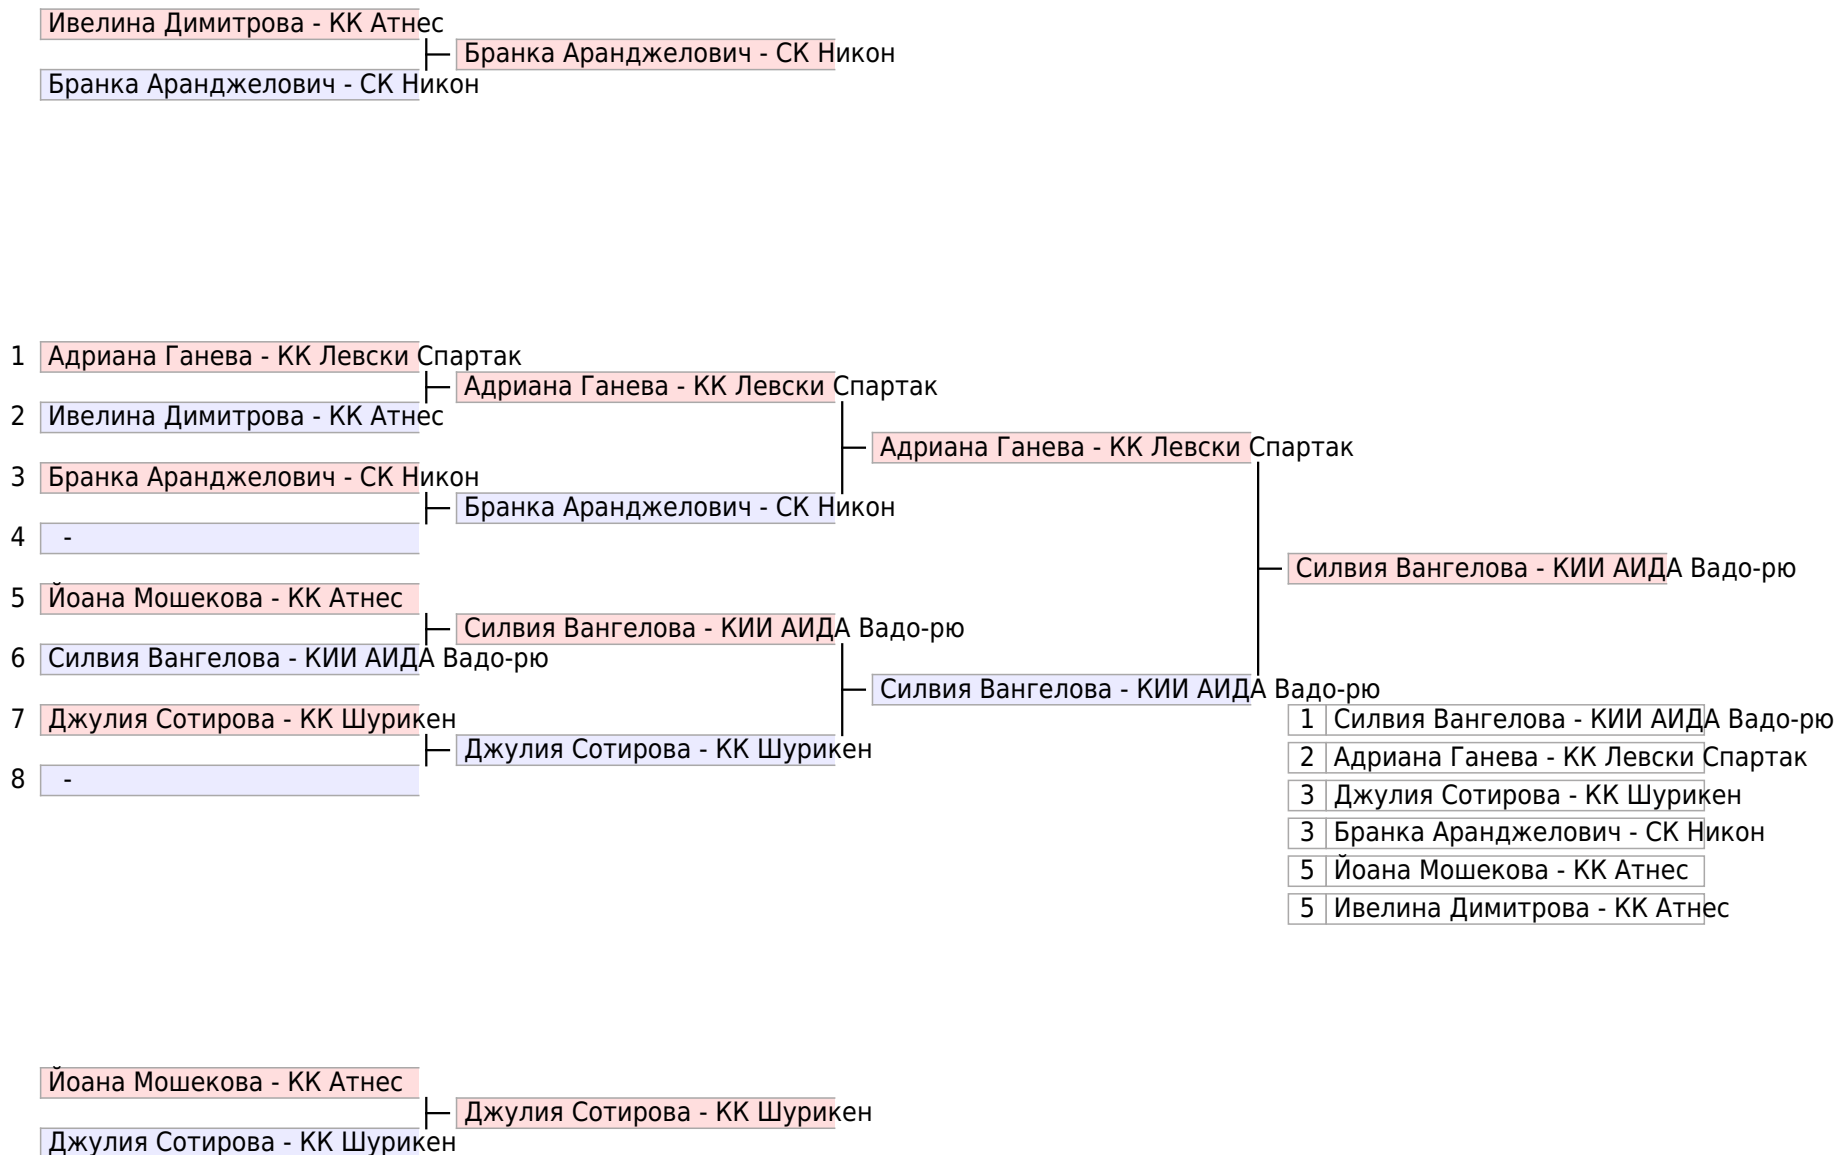 Ивелина Димитрова - КК Атнес
Бранка Аранджелович - СК Никон
Бранка Аранджелович - СК Никон
1 Адриана Ганева - КК Левски Спартак
Адриана Ганева - КК Левски Спартак
2 Ивелина Димитрова - КК Атнес
Адриана Ганева - КК Левски Спартак
3 Бранка Аранджелович - СК Никон
Бранка Аранджелович - СК Никон
4 -
Силвия Вангелова - КИИ АИДА Вадо-рю
5 Йоана Мошекова - КК Атнес
Силвия Вангелова - КИИ АИДА Вадо-рю
6 Силвия Вангелова - КИИ АИДА Вадо-рю
Силвия Вангелова - КИИ АИДА Вадо-рю
7 Джулия Сотирова - КК Шурикен
Джулия Сотирова - КК Шурикен
8 -
1 Силвия Вангелова - КИИ АИДА Вадо-рю
2 Адриана Ганева - КК Левски Спартак
3 Джулия Сотирова - КК Шурикен
3 Бранка Аранджелович - СК Никон
5 Йоана Мошекова - КК Атнес
5 Ивелина Димитрова - КК Атнес
Йоана Мошекова - КК Атнес
Джулия Сотирова - КК Шурикен
Джулия Сотирова - КК Шурикен